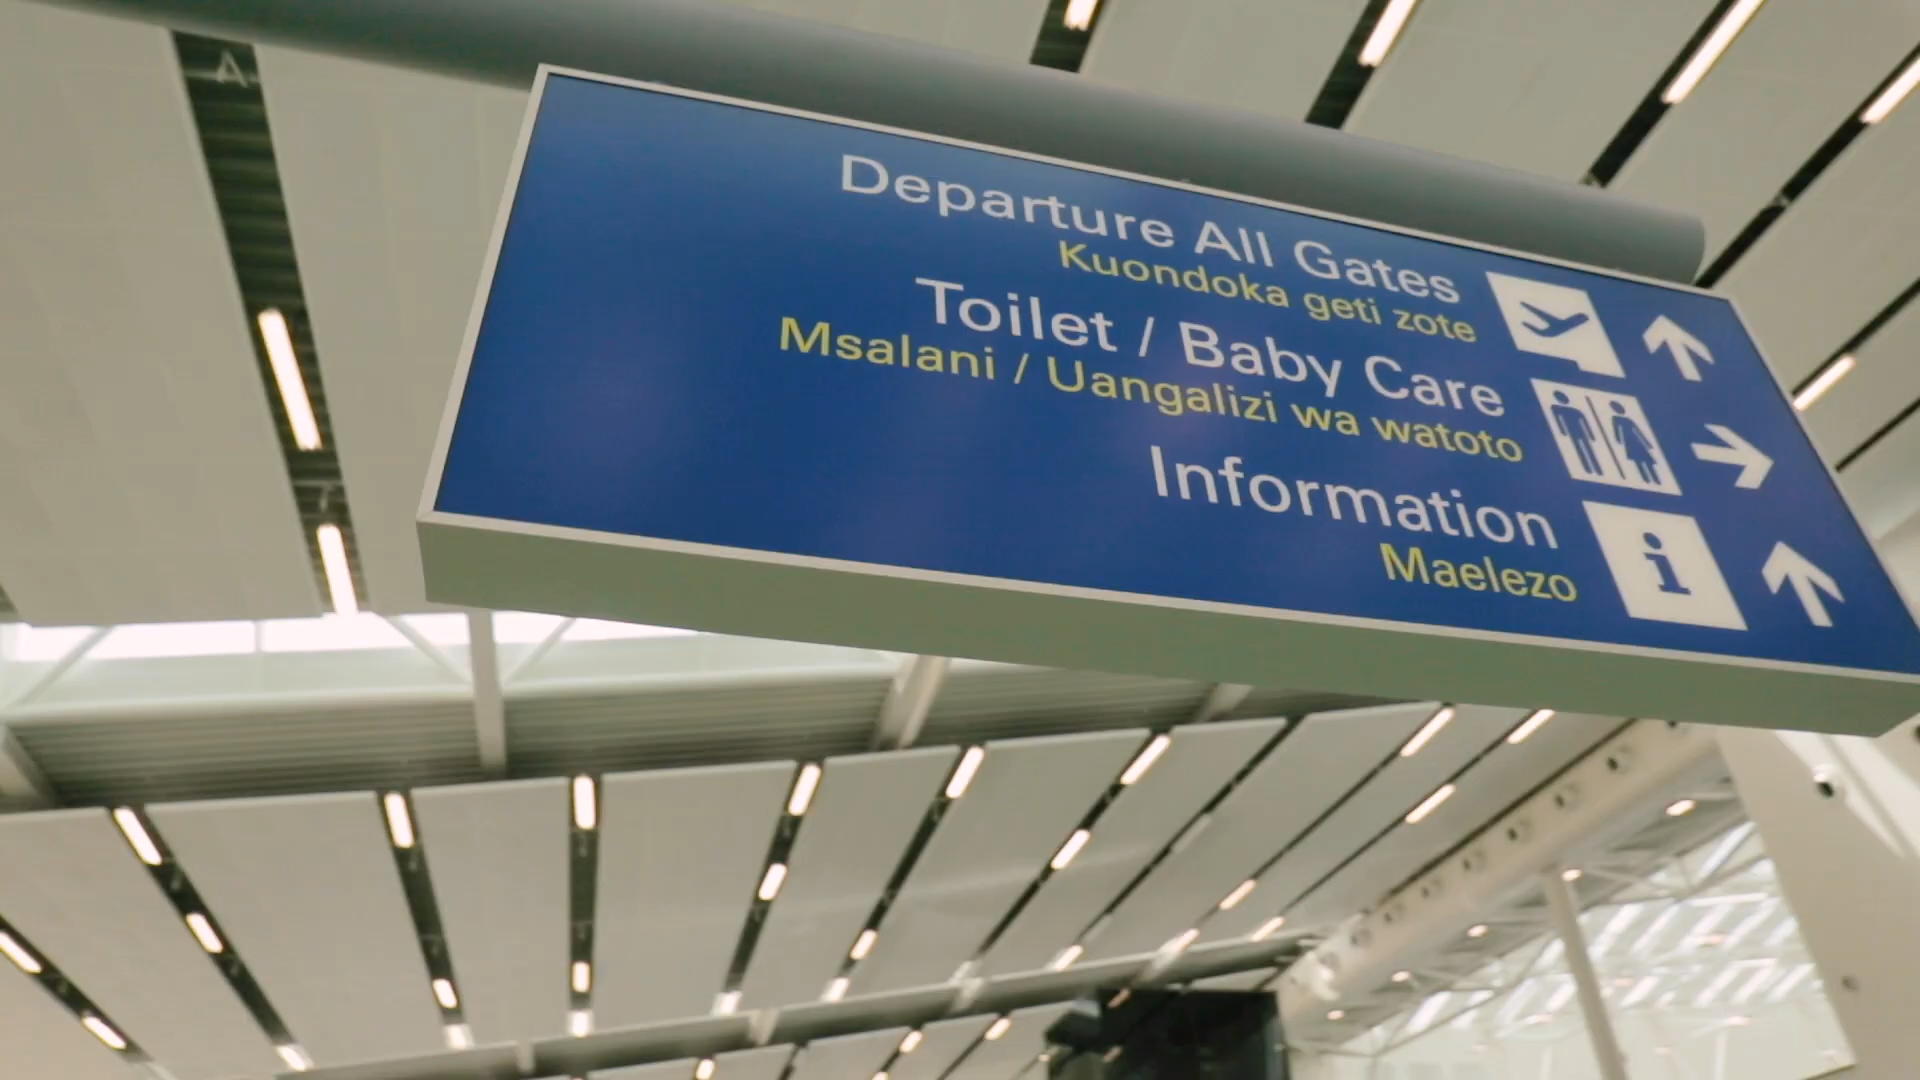 Departure All Gates
Kuondoka geti zote
Toilet / Baby Care
Msalani / Uangalizi wa watoto
Information
Maelezo